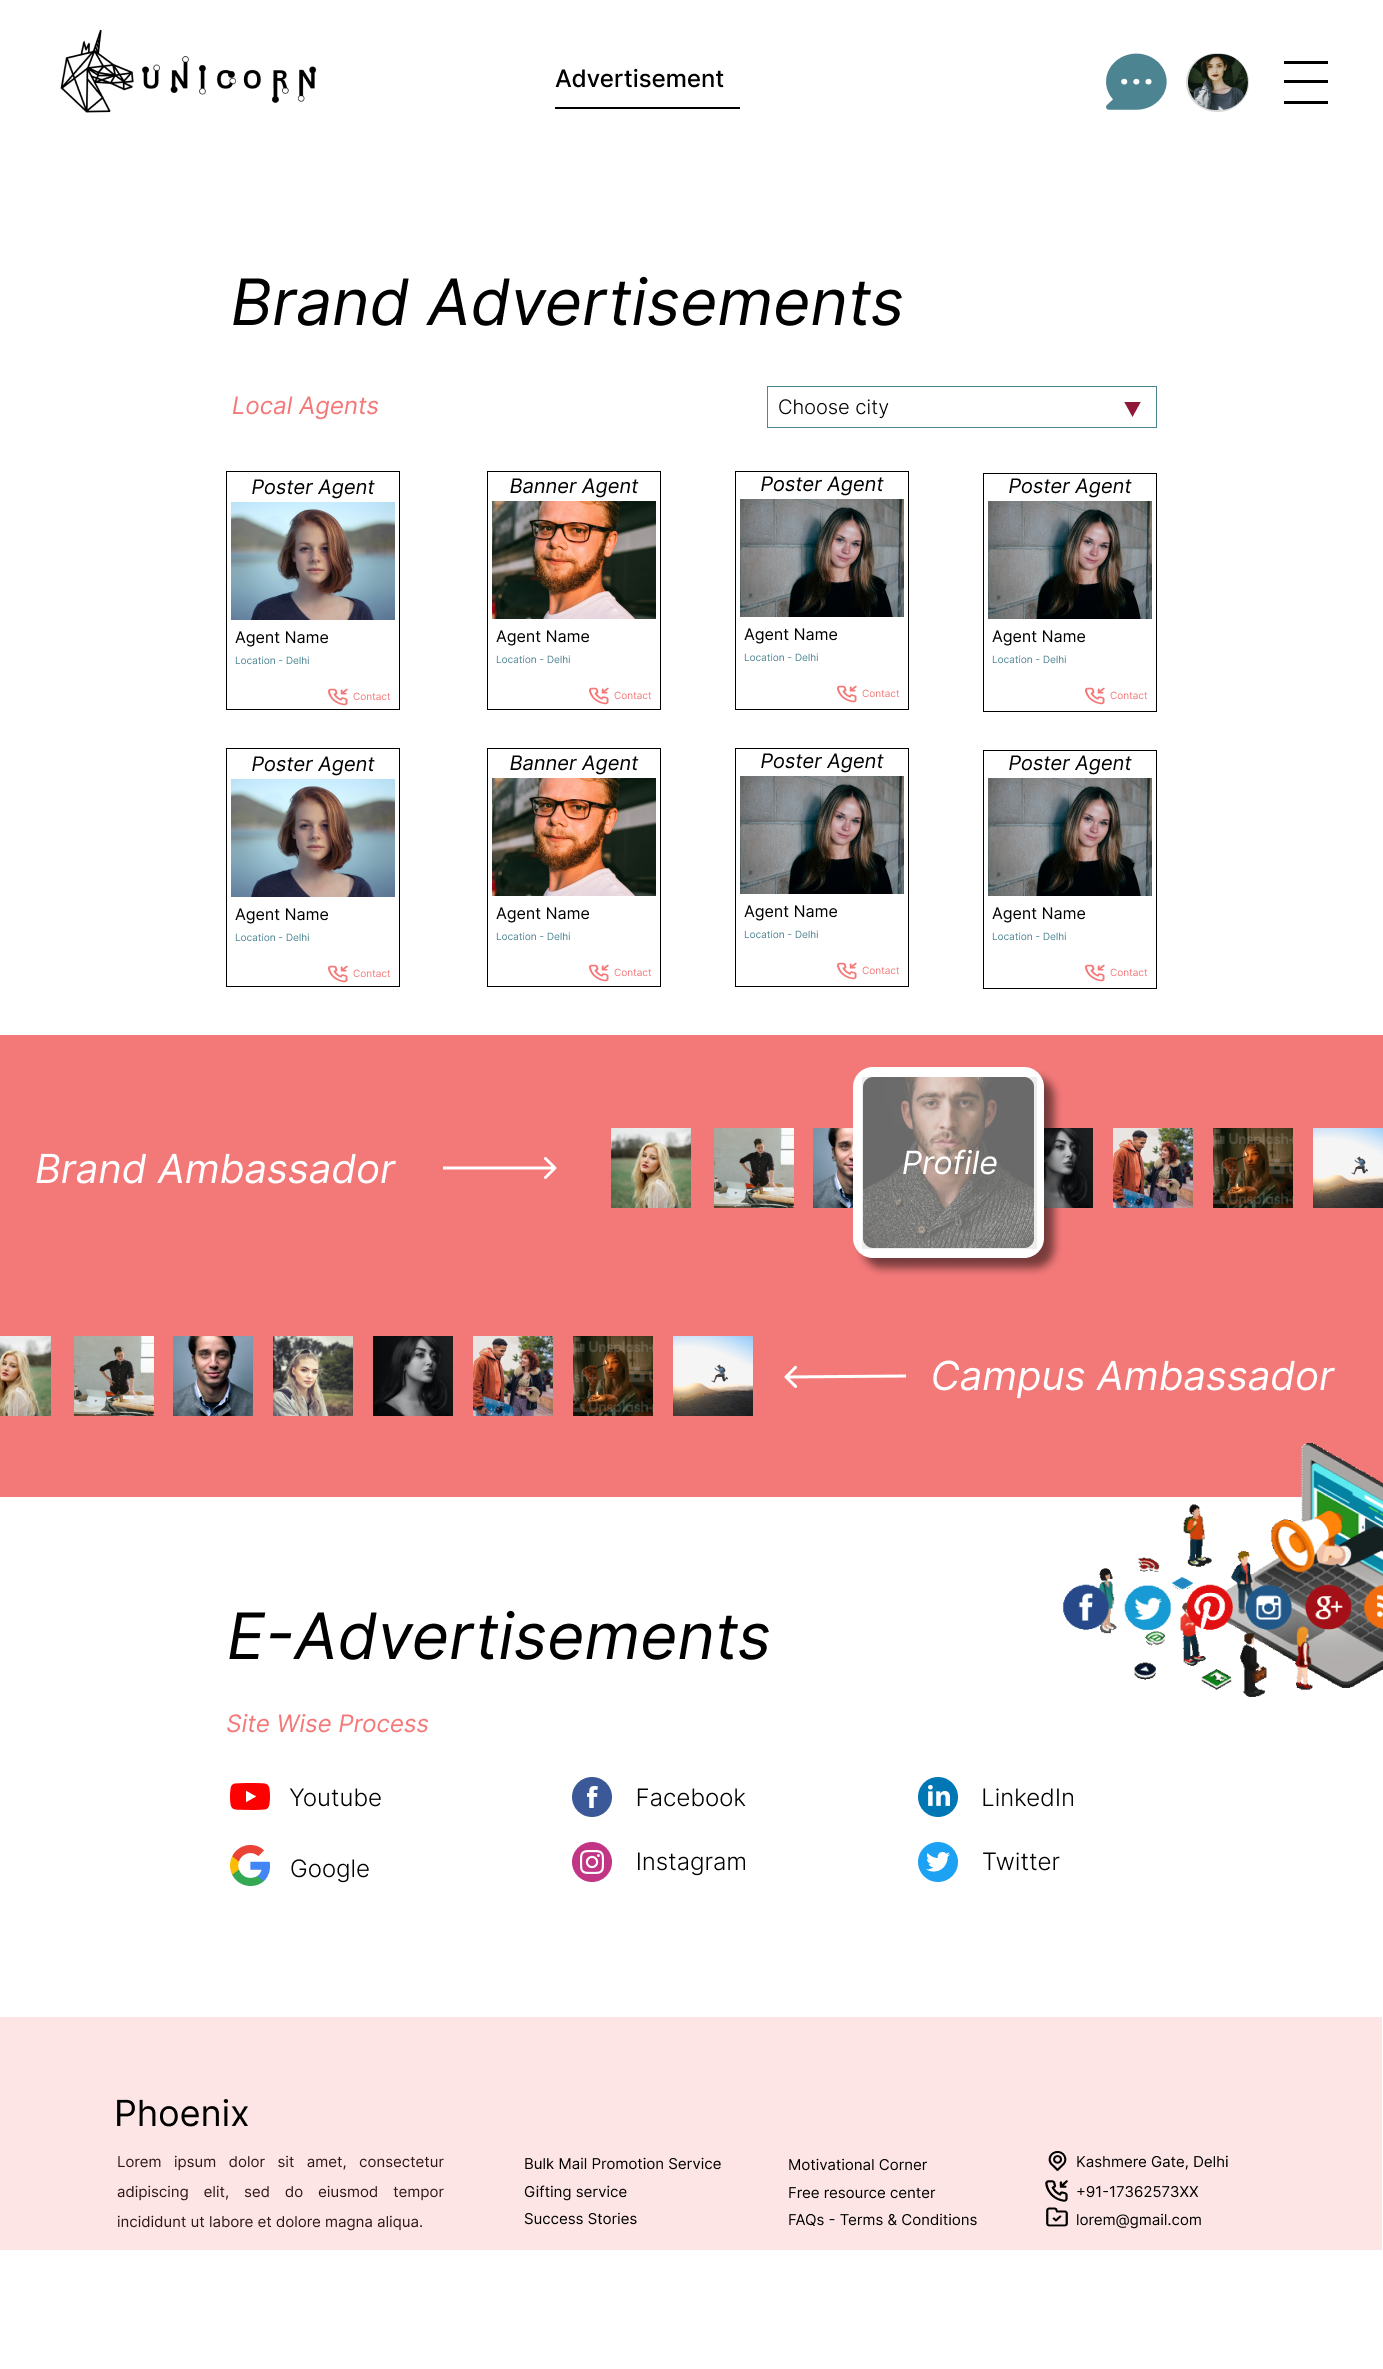 UNICORN
Advertisement
Brand Advertisements
Local Agents
Choose city
Poster Agent
Agent Name
Location - Delhi
Contact
Banner Agent
Agent Name
Location - Delhi
Contact
Poster Agent
Agent Name
Location - Delhi
Contact
Poster Agent
Agent Name
Location - Delhi
Contact
Poster Agent
Agent Name
Location - Delhi
Contact
Banner Agent
Agent Name
Location - Delhi
Contact
Poster Agent
Agent Name
Location - Delhi
Contact
Poster Agent
Agent Name
Location - Delhi
Contact
Brand Ambassador
Profile
Unsplash
Unsplash
Unsplash
Unsplash
Campus Ambassador
f
g+
E-Advertisements
Site Wise Process
Youtube
f
Facebook
in
LinkedIn
Google
Instagram
Twitter
Phoenix
Lorem ipsum dolor sit amet, consectetur
adipiscing elit, sed do eiusmod tempor
incididunt ut labore et dolore magna aliqua.
Bulk Mail Promotion Service
Gifting service
Success Stories
Motivational Corner
Free resource center
FAQs - Terms & Conditions
Kashmere Gate, Delhi
+91-17362573XX
lorem@gmail.com